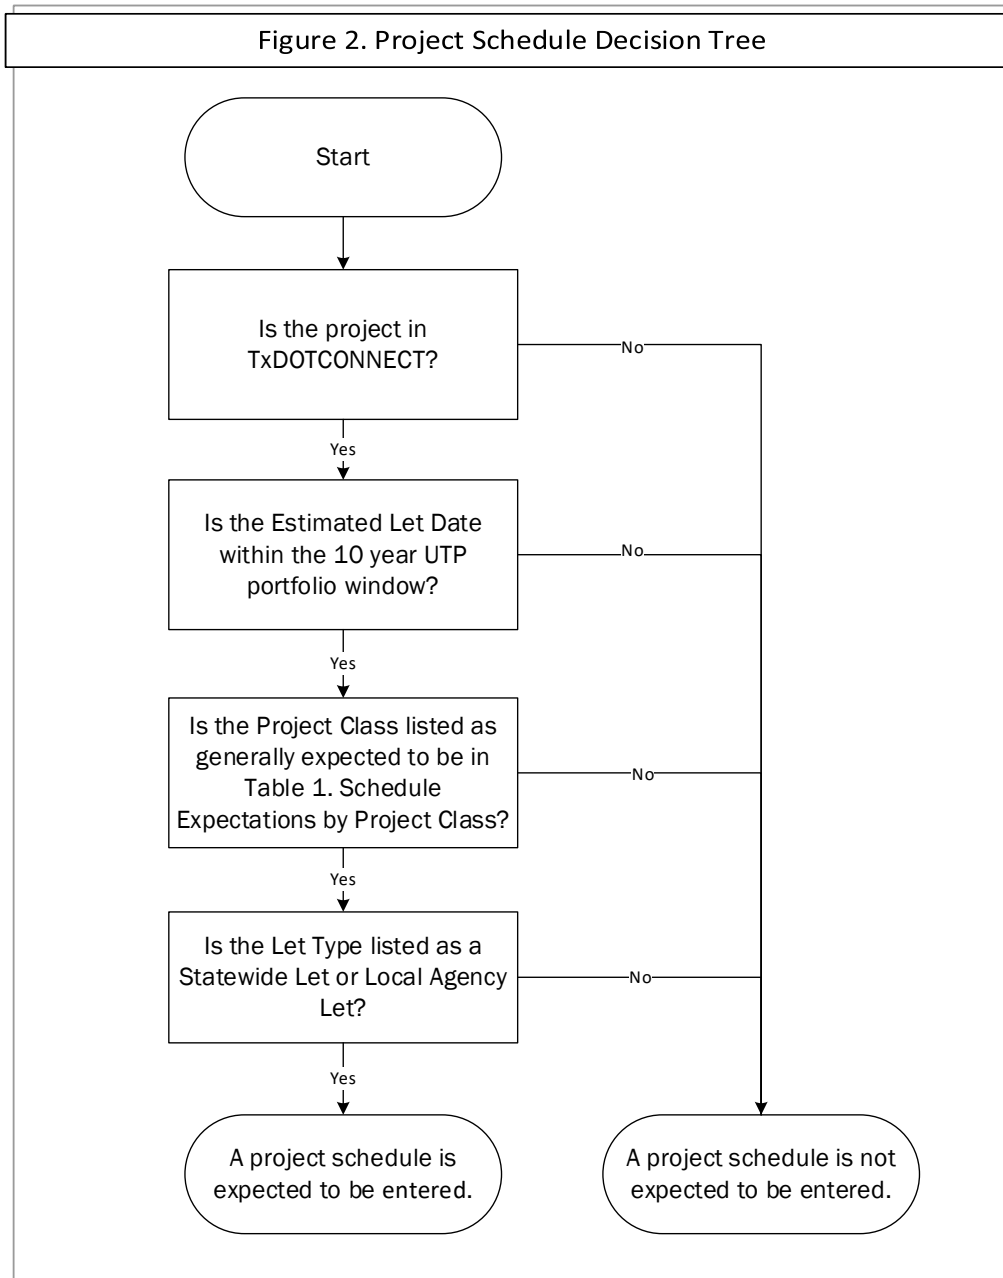 Figure 2. Project Schedule Decision Tree
Start
Is the project in
TxDOTCONNECT?
No
Yes
Is the Estimated Let Date
within the 10 year UTP
portfolio window?
No
Yes
Is the Project Class listed as
generally expected to be in
Table 1. Schedule
Expectations by Project Class?
No
Yes
Is the Let Type listed as a
Statewide Let or Local Agency
Let?
No
Yes
A project schedule is
expected to be entered.
A project schedule is not
expected to be entered.